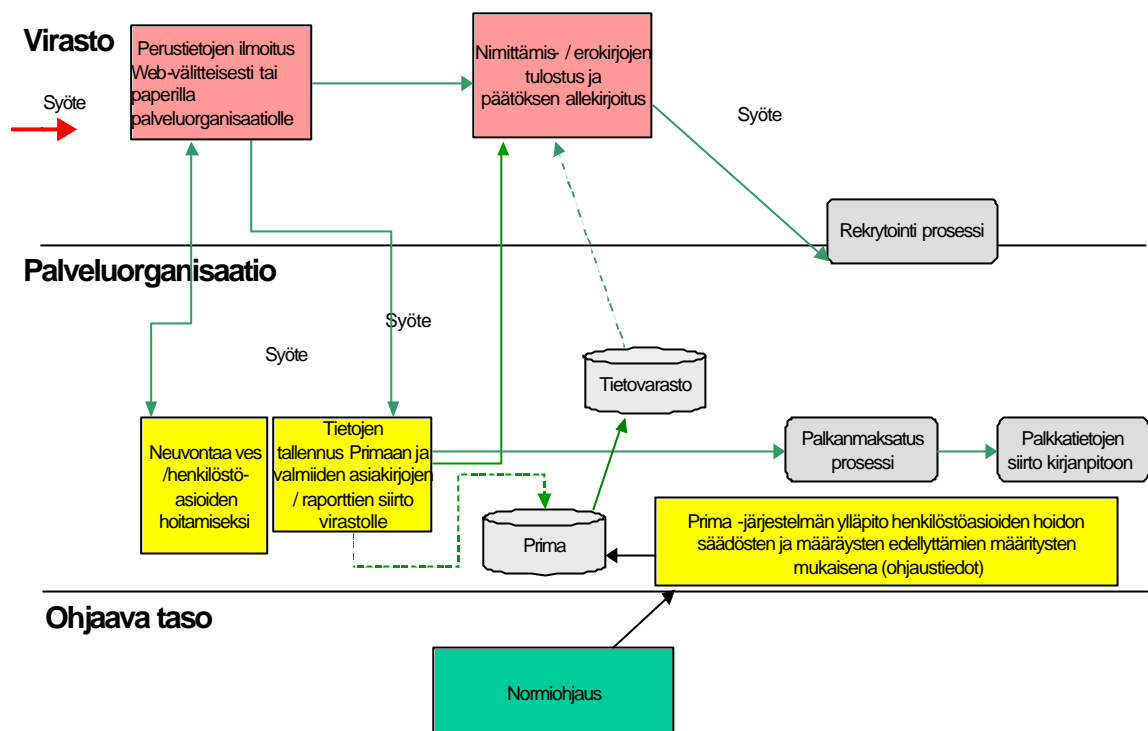 Virasto
Syöte
Perustietojen ilmoitus
Web-välitteisesti tai
paperilla
palveluorganisaatiolle
Nimittämis- / erokirjojen
tulostus ja
päätöksen allekirjoitus
Syöte
Rekrytointi prosessi
Palveluorganisaatio
Syöte
Syöte
Tietovarasto
Neuvontaa ves
/henkilöstö-
asioiden
hoitamiseksi
Tietojen
tallennus Primaan ja
valmiiden asiakirjojen
/ raporttien siirto
virastolle
Palkanmaksatus
prosessi
Palkkatietojen
siirto kirjanpitoon
Prima
Prima -järjestelmän ylläpito henkilöstöasioiden hoidon
säädösten ja määräysten edellyttämien määritysten
mukaisena (ohjaustiedot)
Ohjaava taso
Normiohjaus